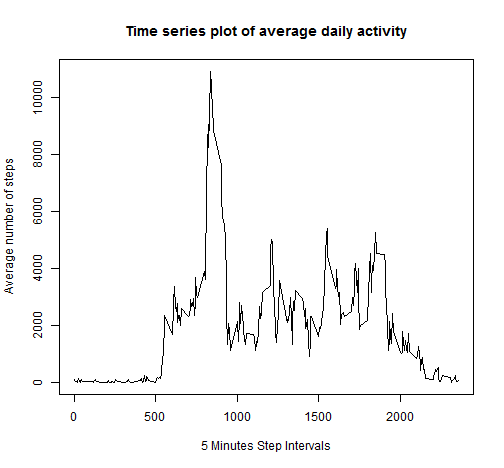 Time series plot of average daily activity
Average number of steps
10000
8000
6000
4000
2000
0
0 500 1000 1500 2000
5 Minutes Step Intervals